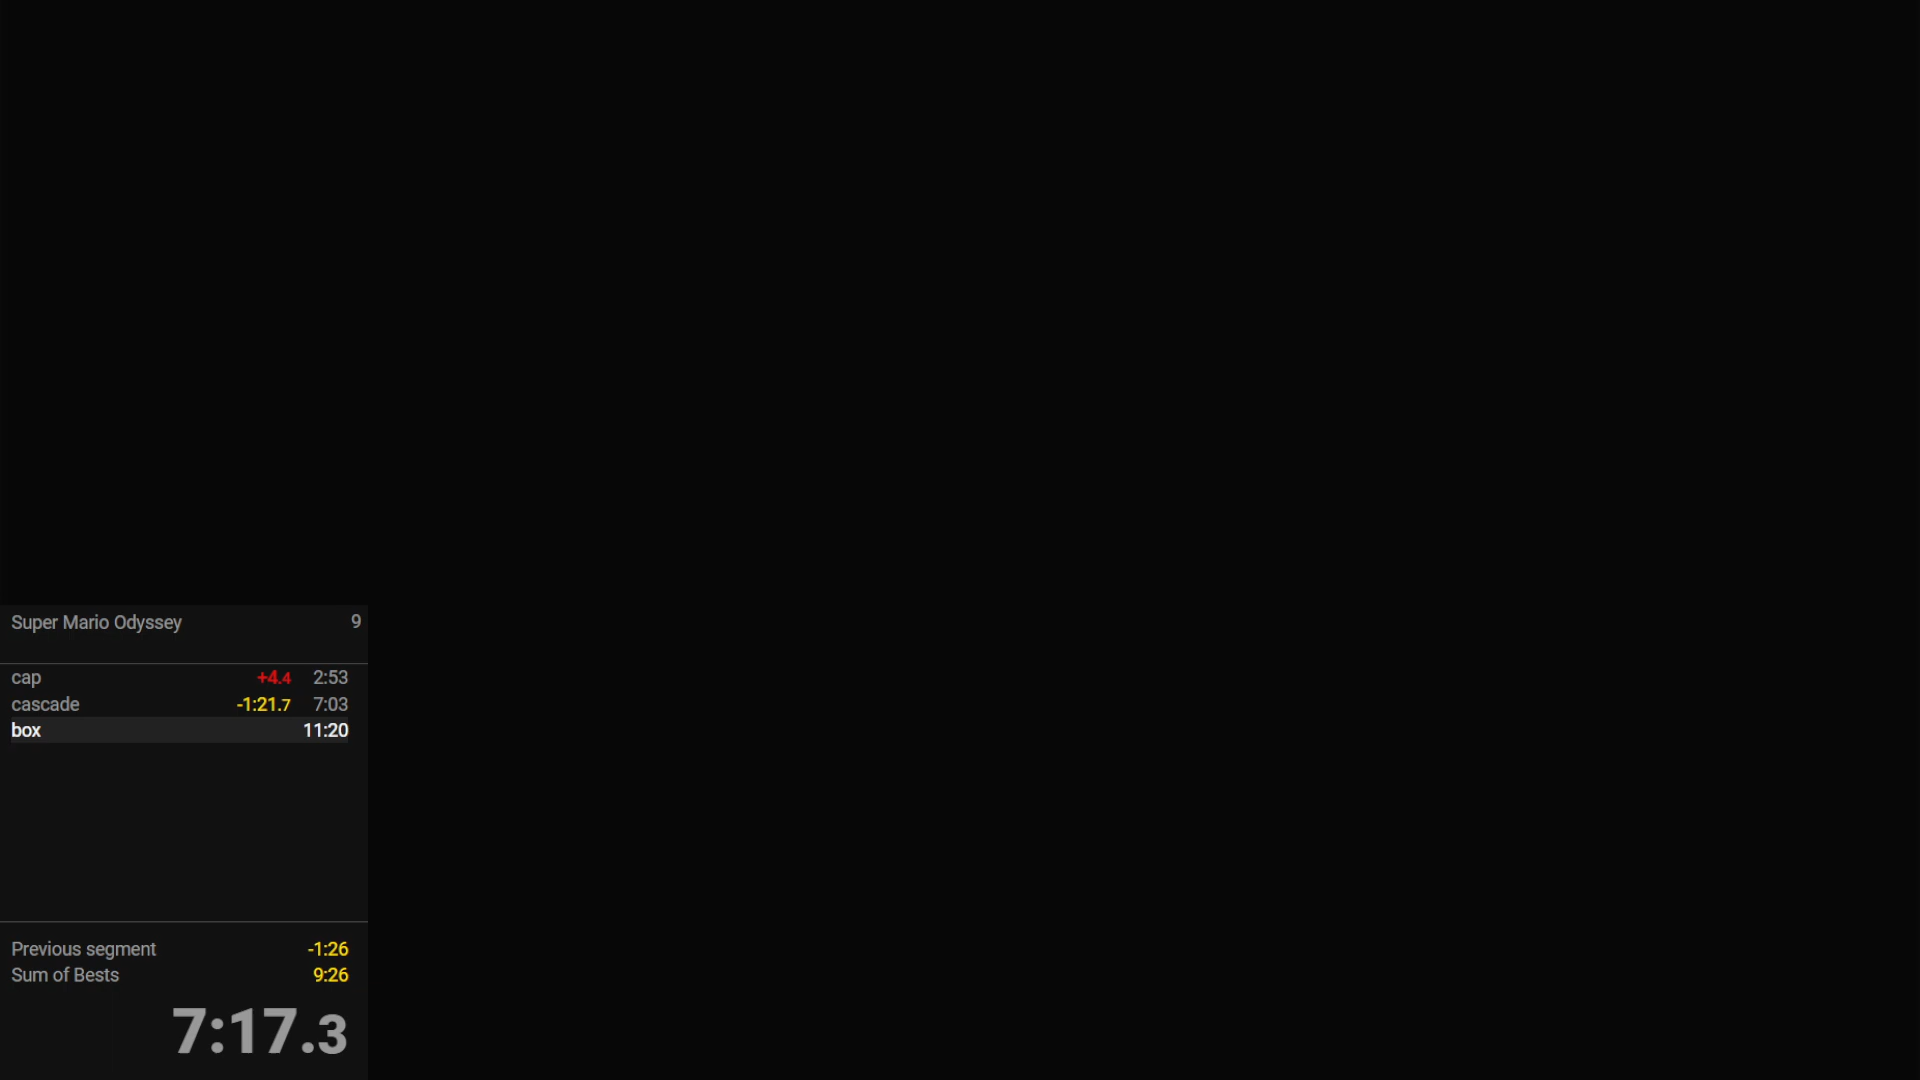 Super Mario Odyssey 9
cap +4.4 2:53
cascade -1:21.7 7:03
box 11:20
Previous segment -1:26
Sum of Bests 9:26
7:17.3